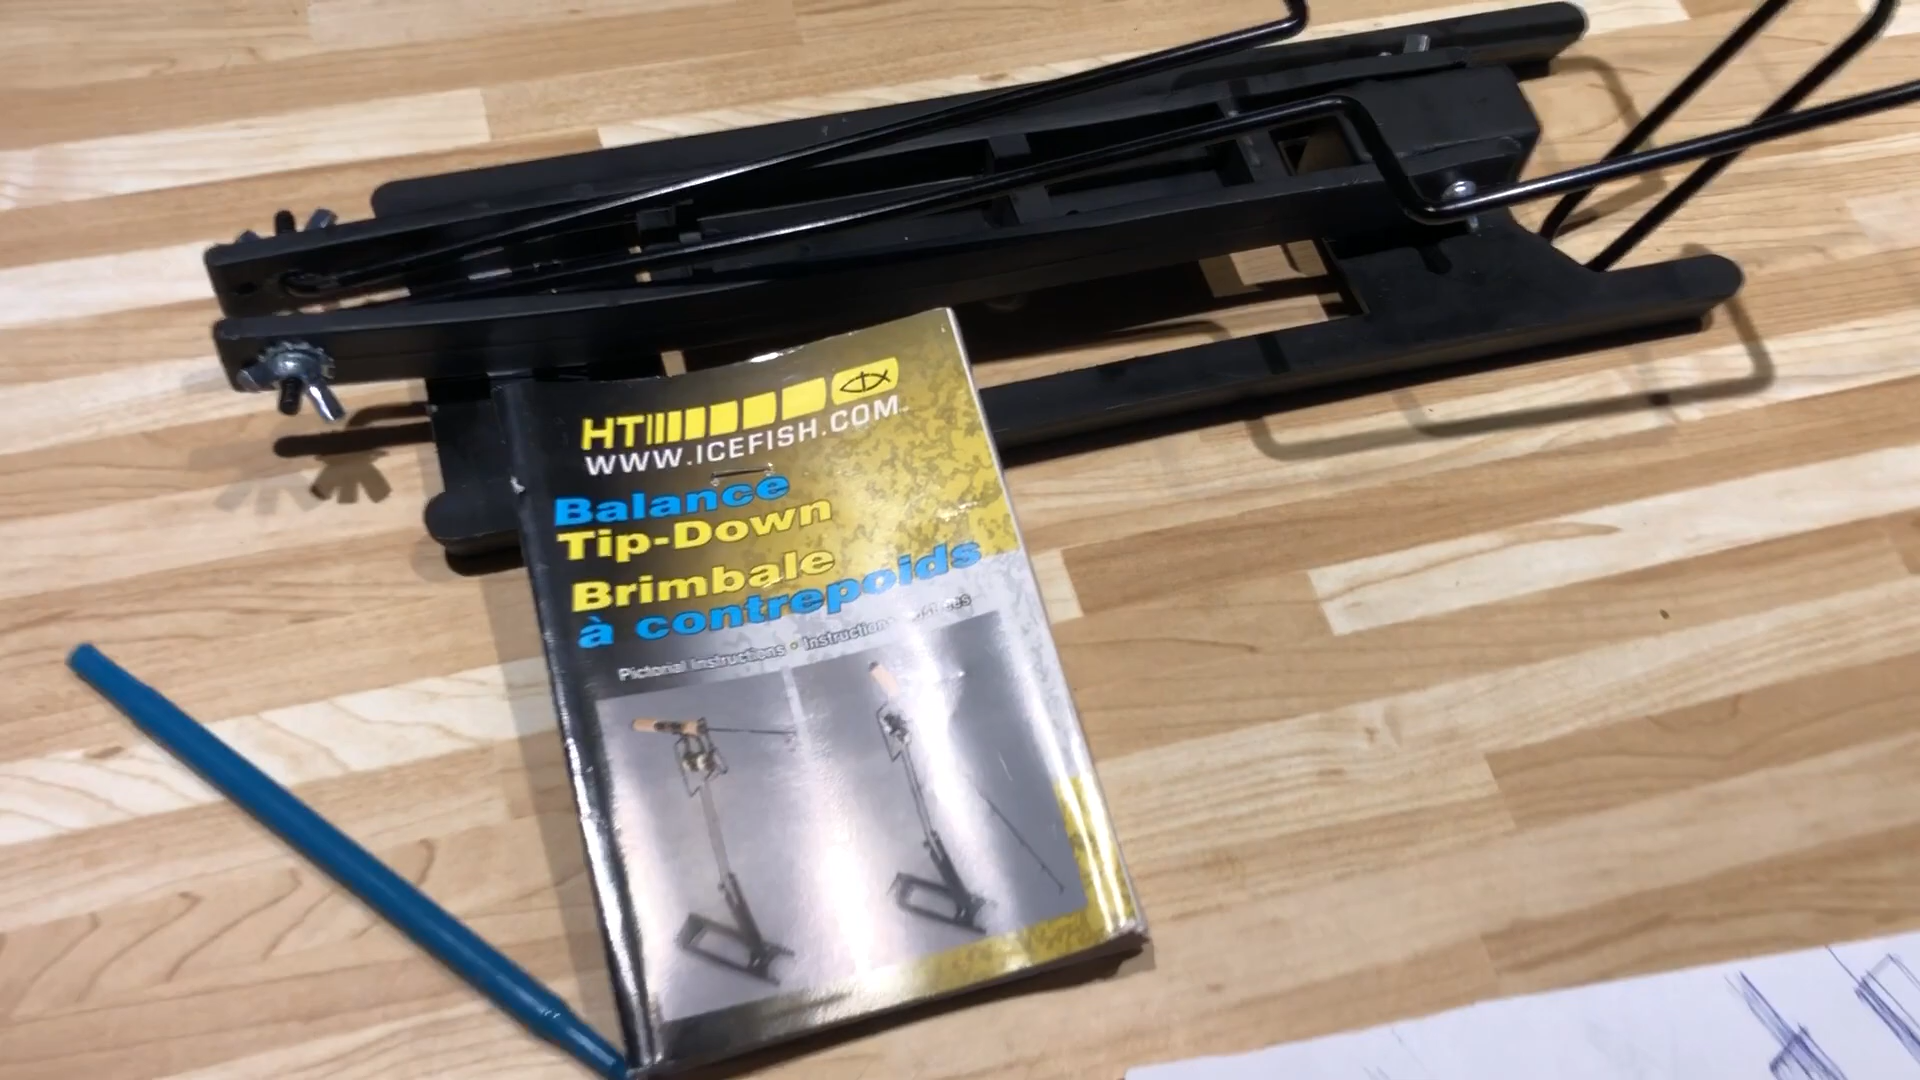 HT
WWW.ICEFISH.COM
Balance
Tip-Down
Brimbale
à contrepoids
Pictorial Instructions • Instructions